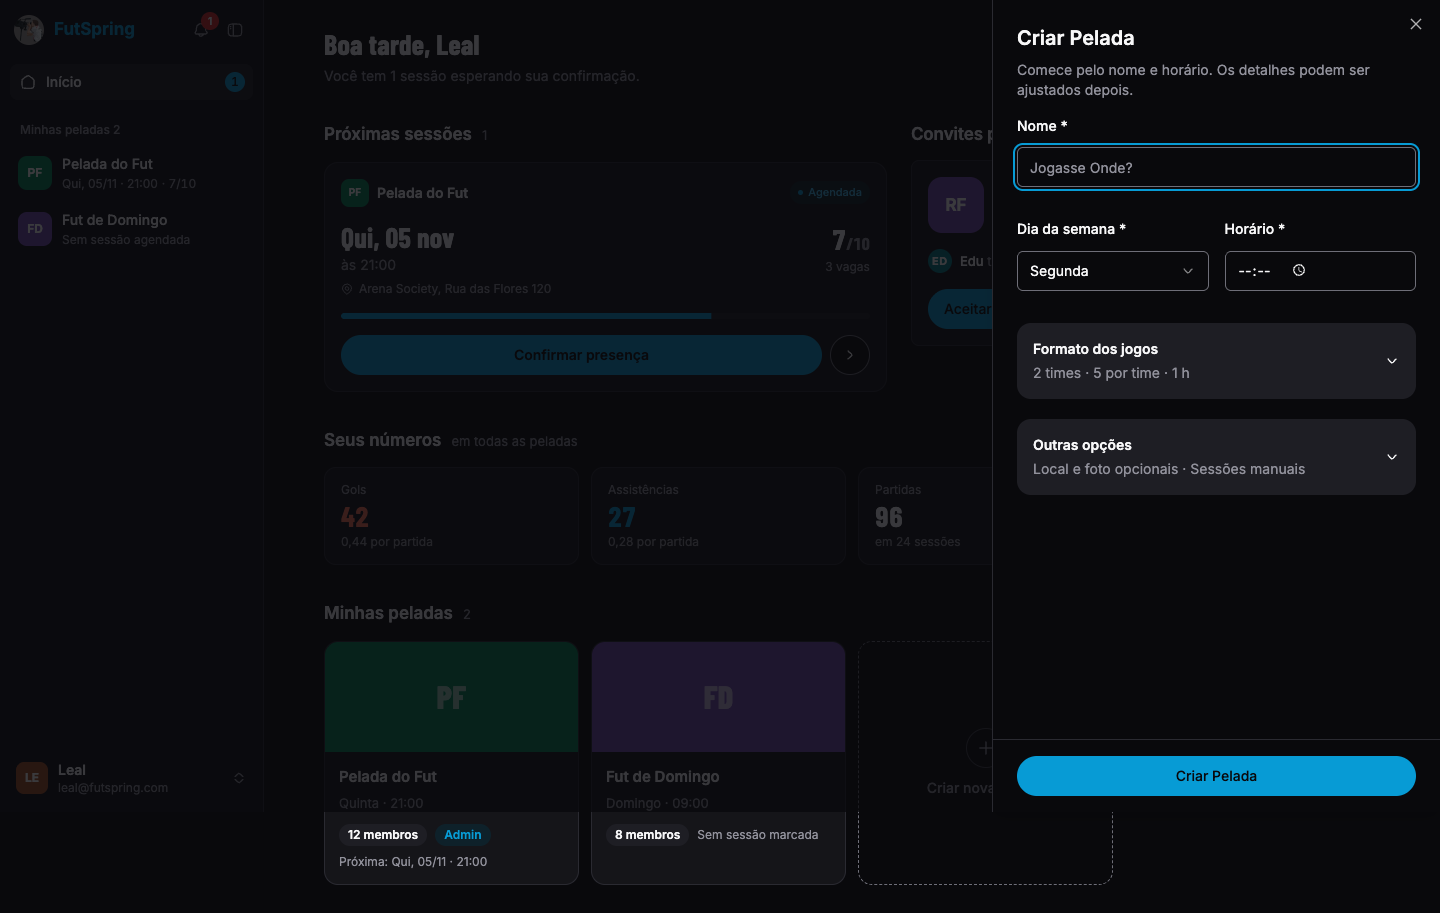 FutSpring
1
Início
1
Minhas peladas 2
PF
Pelada do Fut
Qui, 05/11 · 21:00 · 7/10
FD
Fut de Domingo
Sem sessão agendada
LE
Leal
leal@futspring.com
Boa tarde, Leal
Você tem 1 sessão esperando sua confirmação.
Próximas sessões 1
PF
Pelada do Fut
Agendada
Qui, 05 nov
7/10
às 21:00
3 vagas
Arena Society, Rua das Flores 120
Confirmar presença
Convites
RF
ED
Edu
Aceitar
Seus números em todas as peladas
Gols
42
0,44 por partida
Assistências
27
0,28 por partida
Partidas
96
em 24 sessões
Minhas peladas 2
PF
Pelada do Fut
Quinta · 21:00
12 membros Admin
Próxima: Qui, 05/11 · 21:00
FD
Fut de Domingo
Domingo · 09:00
8 membros Sem sessão marcada
Criar nova
Criar Pelada
Comece pelo nome e horário. Os detalhes podem ser
ajustados depois.
Nome *
Jogasse Onde?
Dia da semana *
Horário *
Segunda
--:--
Formato dos jogos
2 times · 5 por time · 1 h
Outras opções
Local e foto opcionais · Sessões manuais
Criar Pelada